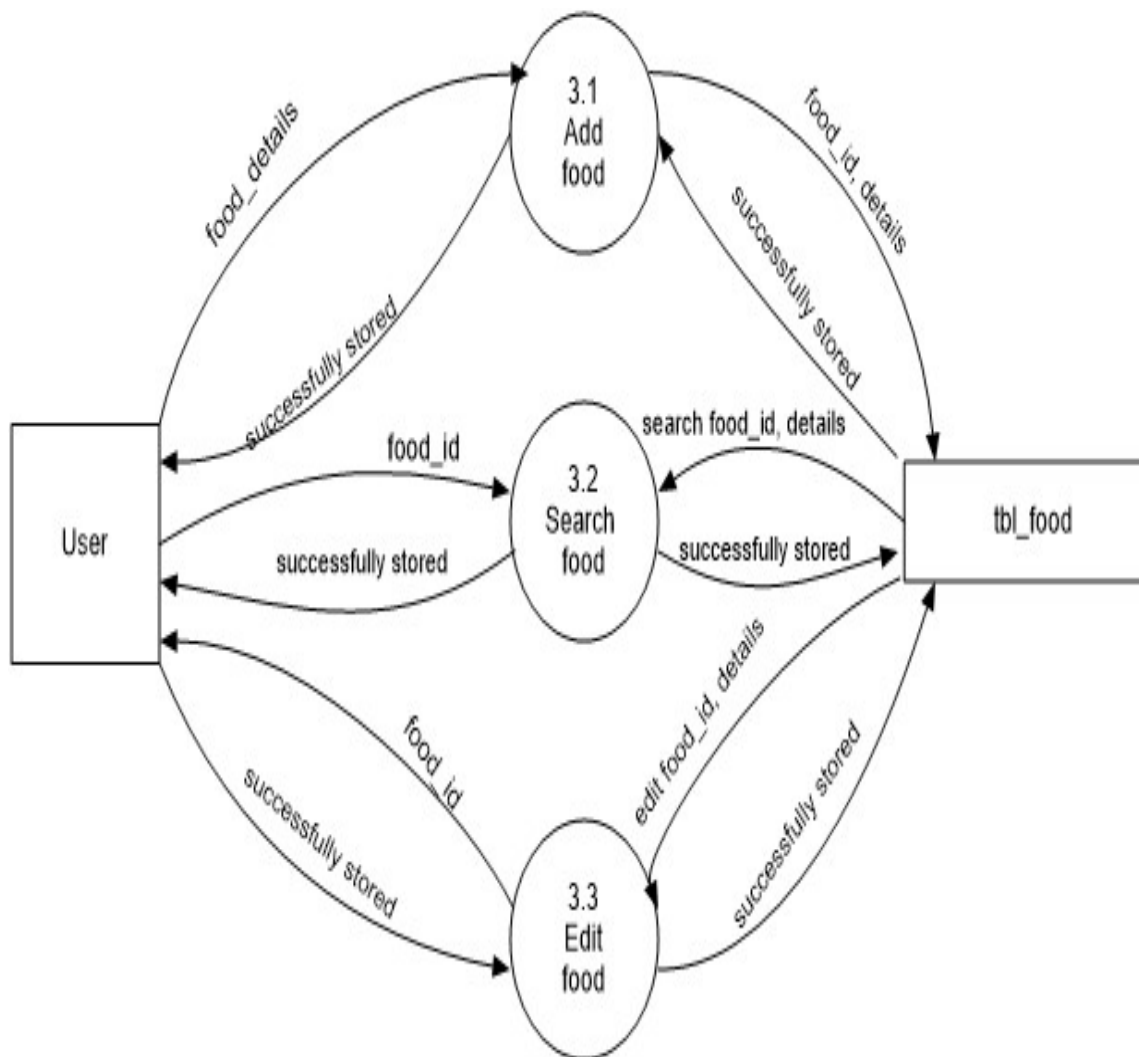 3.1
Add
food
food_details
food_id, details
successfully stored
successfully stored
User
food_id
search food_id, details
3.2
Search
food
tbl_food
successfully stored
successfully stored
food_id
edit food_id, details
successfully stored
successfully stored
3.3
Edit
food